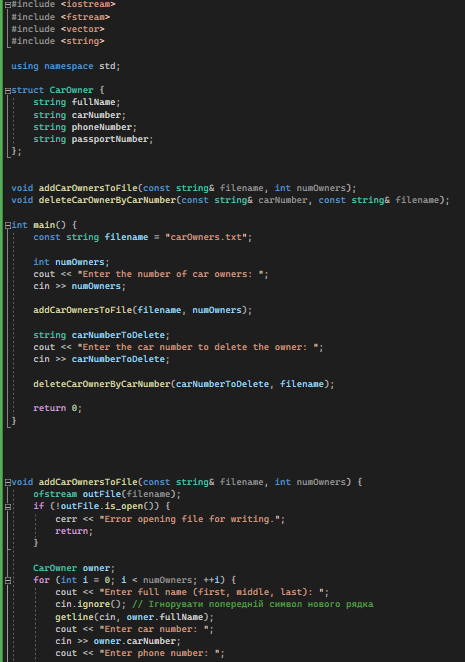 #include <iostream>
#include <fstream>
#include <vector>
#include <string>
using namespace std;
struct CarOwner {
string fullName;
string carNumber;
string phoneNumber;
string passportNumber;
};
void addCarOwnersToFile(const string& filename, int numOwners);
void deleteCarOwnerByCarNumber(const string& carNumber, const string& filename);
int main() {
const string filename = "carOwners.txt";
int numOwners;
cout << "Enter the number of car owners: ";
cin >> numOwners;
addCarOwnersToFile(filename, numOwners);
string carNumberToDelete;
cout << "Enter the car number to delete the owner: ";
cin >> carNumberToDelete;
deleteCarOwnerByCarNumber(carNumberToDelete, filename);
return 0;
}
void addCarOwnersToFile(const string& filename, int numOwners) {
ofstream outFile(filename);
if (!outFile.is_open()) {
cerr << "Error opening file for writing.";
return;
}
CarOwner owner;
for (int i = 0; i < numOwners; ++i) {
cout << "Enter full name (first, middle, last): ";
cin.ignore(); // Ігнорувати попередній символ нового рядка
getline(cin, owner.fullName);
cout << "Enter car number: ";
cin >> owner.carNumber;
cout << "Enter phone number: ";